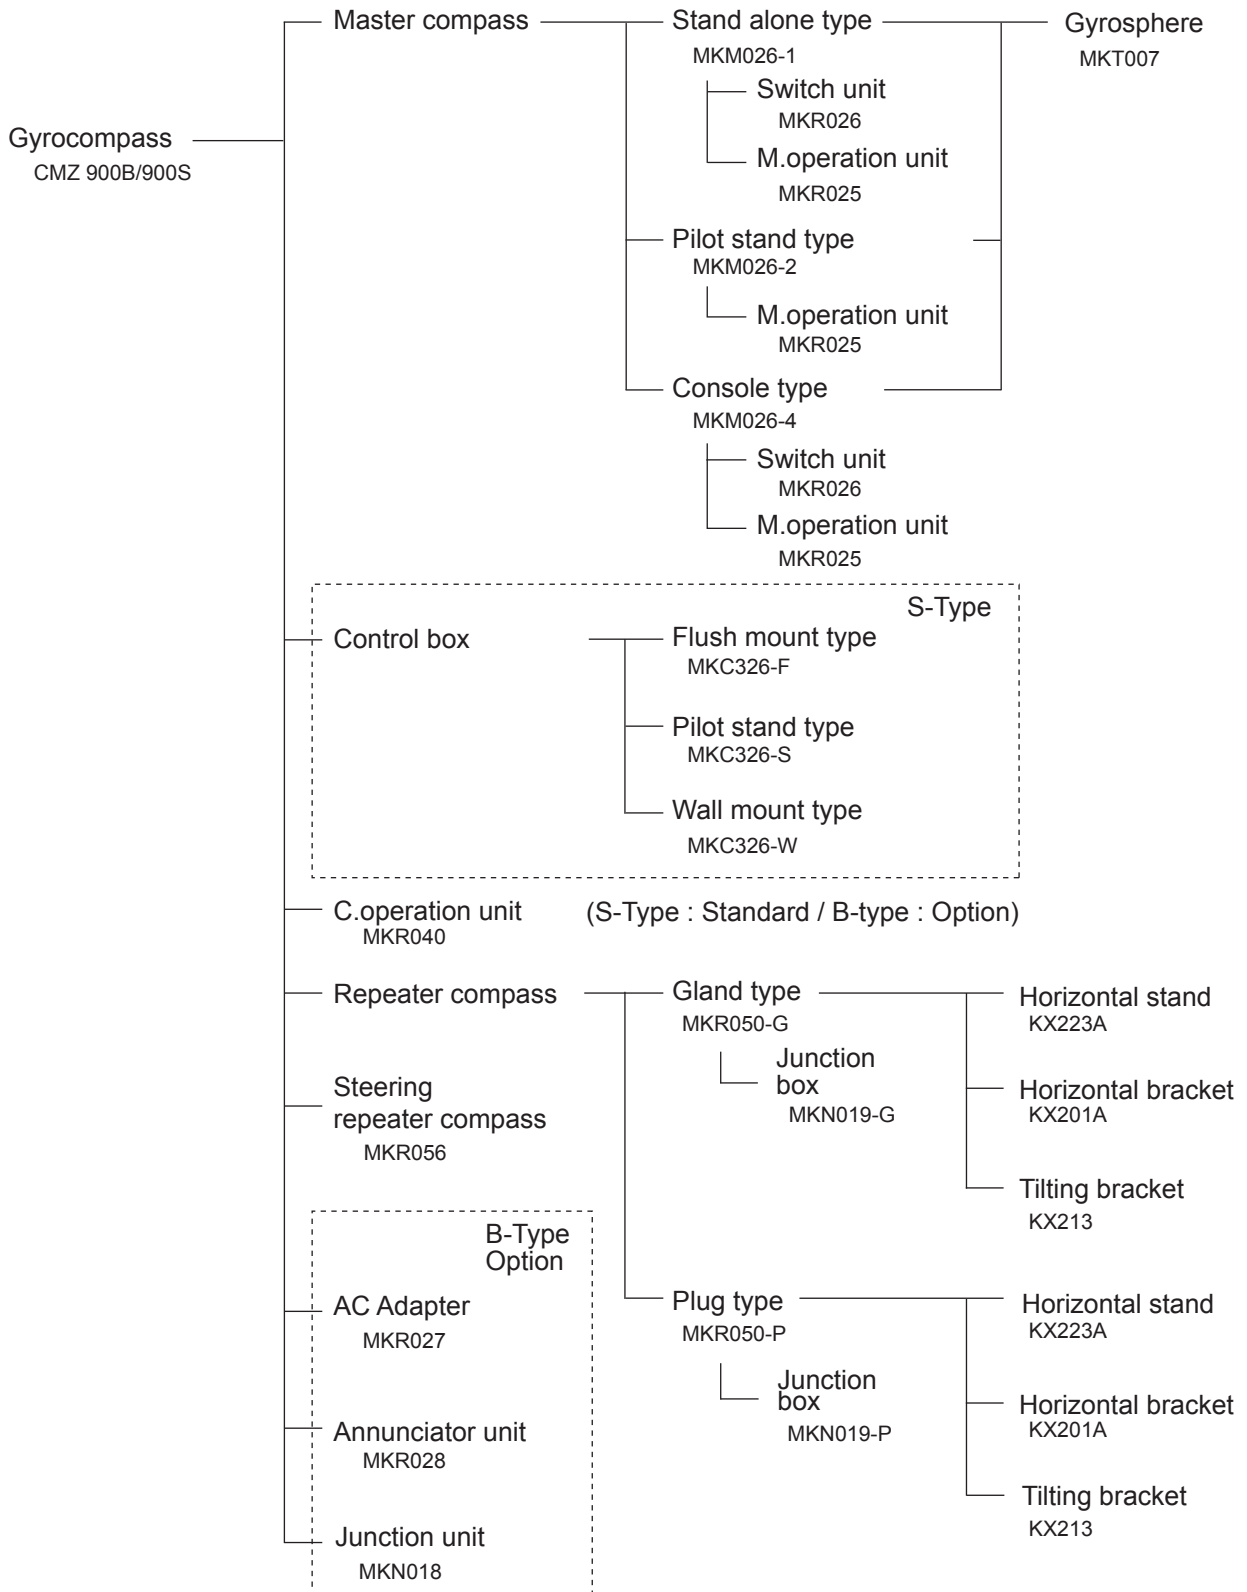 Gyrocompass
CMZ 900B/900S
Master compass
Stand alone type
MKM026-1
Switch unit
MKR026
M.operation unit
MKR025
Pilot stand type
MKM026-2
M.operation unit
MKR025
Console type
MKM026-4
Switch unit
MKR026
M.operation unit
MKR025
Gyrosphere
MKT007
S-Type
Control box
Flush mount type
MKC326-F
Pilot stand type
MKC326-S
Wall mount type
MKC326-W
C.operation unit
MKR040
(S-Type : Standard / B-type : Option)
Repeater compass
Gland type
MKR050-G
Junction
box
MKN019-G
Horizontal stand
KX223A
Horizontal bracket
KX201A
Tilting bracket
KX213
Plug type
MKR050-P
Junction
box
MKN019-P
Horizontal stand
KX223A
Horizontal bracket
KX201A
Tilting bracket
KX213
Steering
repeater compass
MKR056
B-Type
Option
AC Adapter
MKR027
Annunciator unit
MKR028
Junction unit
MKN018